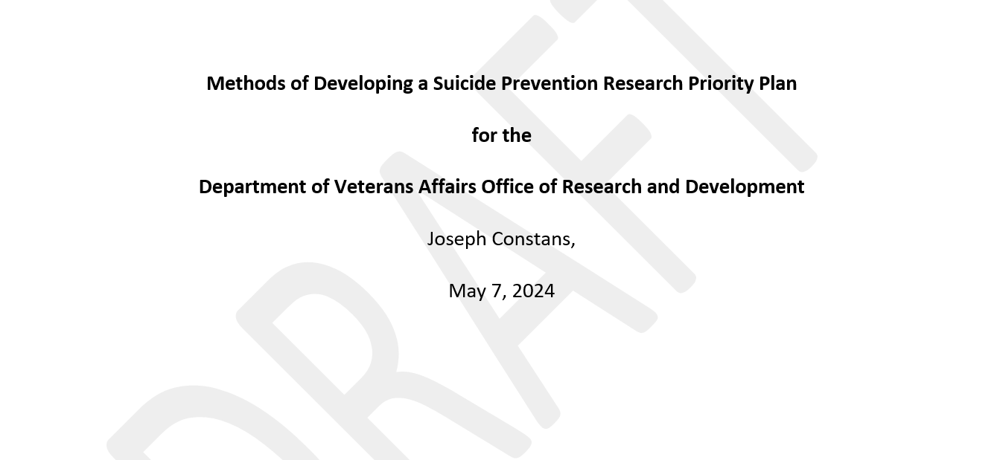 Methods of Developing a Suicide Prevention Research Priority Plan
for the
Department of Veterans Affairs Office of Research and Development
Joseph Constans,
May 7, 2024
DRAFT